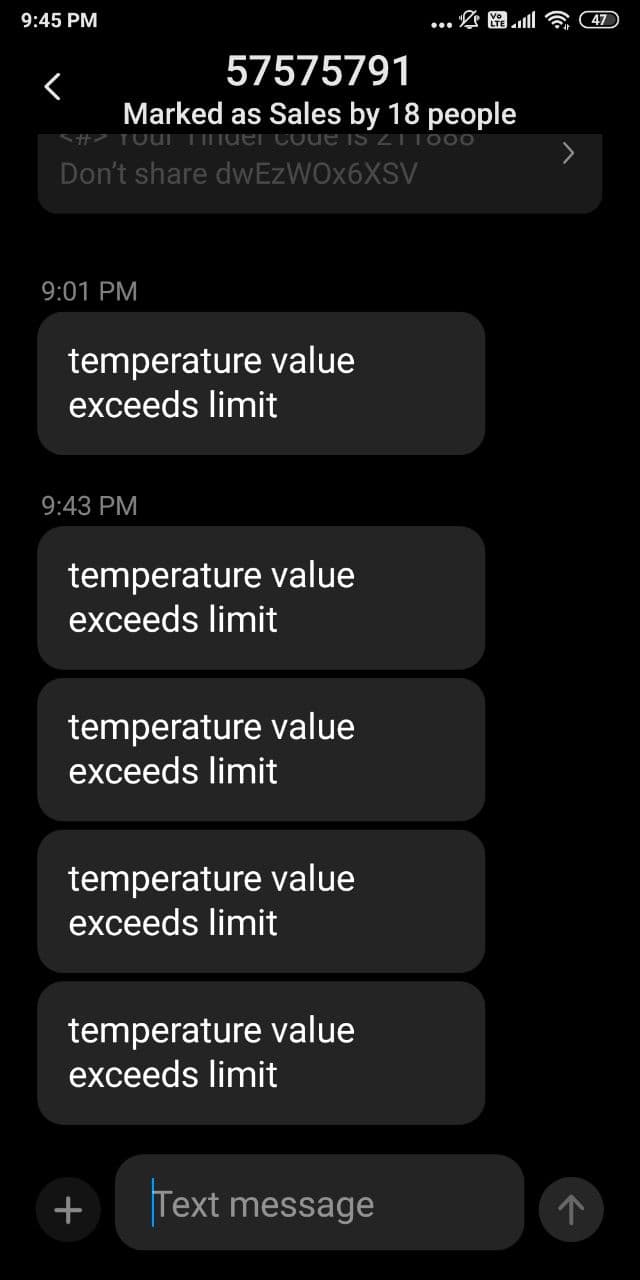 9:45 PM
Vo
LTE
47
57575791
Marked as Sales by 18 people
<#> Your Tinder code is 211888
Don't share dwEzWOx6XSV
9:01 PM
temperature value
exceeds limit
9:43 PM
temperature value
exceeds limit
temperature value
exceeds limit
temperature value
exceeds limit
temperature value
exceeds limit
Text message